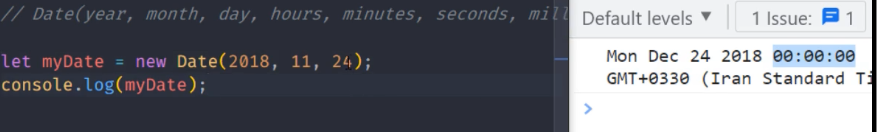 // Date(year, month, day, hours, minutes, seconds, mill
let myDate = new Date(2018, 11, 24);
console.log(myDate);
Default levels ▼
1 Issue: 1
Mon Dec 24 2018 00:00:00
GMT+0330 (Iran Standard Ti
>